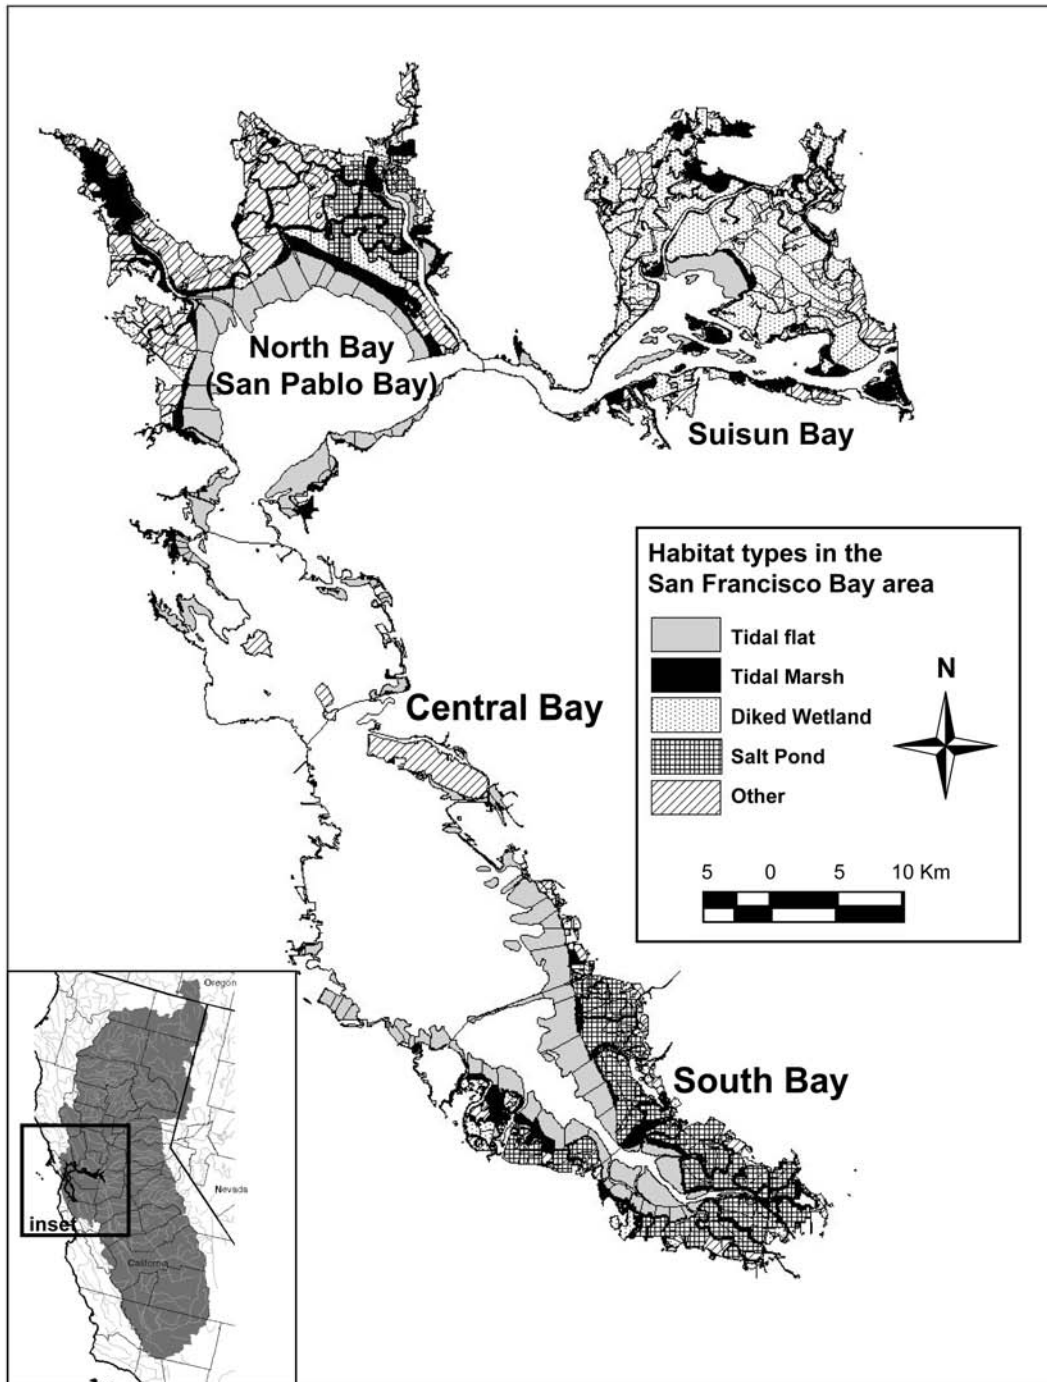 North Bay
(San Pablo Bay)
Suisun Bay
Habitat types in the
San Francisco Bay area
Tidal flat
Tidal Marsh
Diked Wetland
Salt Pond
Other
N
5 0 5 10 Km
Central Bay
South Bay
Oregon
Nevada
inset
California